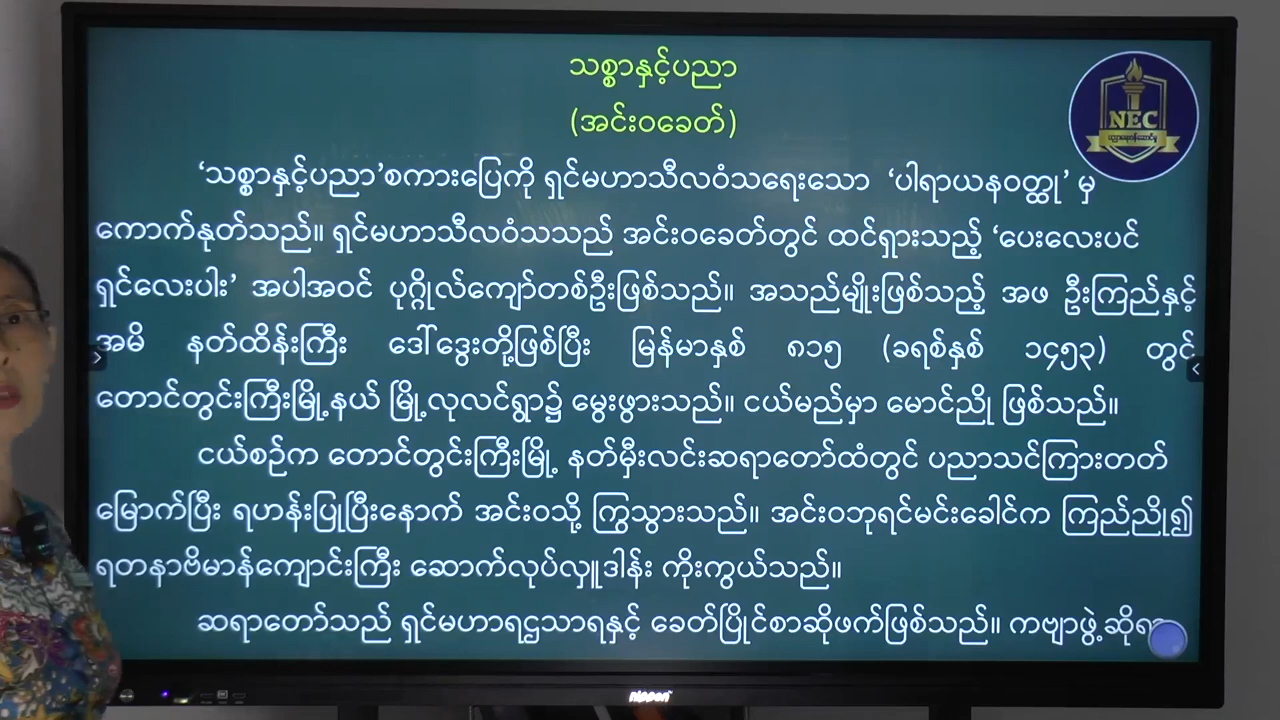 သစ္စာနှင့်ပညာ
(အင်းဝခေတ်)
NEC
‘သစ္စာနှင့်ပညာ’စကားပြေကို ရှင်မဟာသီလဝံသရေးသော ‘ပါရာယနဝတ္ထု’ မှ
ကောက်နုတ်သည်။ ရှင်မဟာသီလဝံသသည် အင်းဝခေတ်တွင် ထင်ရှားသည့် ‘ပေးလေးပင်
ရှင်လေးပါး’ အပါအဝင် ပုဂ္ဂိုလ်ကျော်တစ်ဦးဖြစ်သည်။ အသည်မျိုးဖြစ်သည့် အဖ ဦးကြည်နှင့်
အမိ နတ်ထိန်းကြီး ဒေါ်ဒွေးတို့ဖြစ်ပြီး မြန်မာနှစ် ၈၁၅ (ခရစ်နှစ် ၁၄၅၃) တွင်
တောင်တွင်းကြီးမြို့နယ် မြို့လုလင်ရွာ၌ မွေးဖွားသည်။ ငယ်မည်မှာ မောင်ညို ဖြစ်သည်။
ငယ်စဉ်က တောင်တွင်းကြီးမြို့ နတ်မှီးလင်းဆရာတော်ထံတွင် ပညာသင်ကြားတတ်
မြောက်ပြီး ရဟန်းပြုပြီးနောက် အင်းဝသို့ ကြွသွားသည်။ အင်းဝဘုရင်မင်းခေါင်က ကြည်ညို၍
ရတနာဗိမာန်ကျောင်းကြီး ဆောက်လုပ်လှူဒါန်း ကိုးကွယ်သည်။
ဆရာတော်သည် ရှင်မဟာရဋ္ဌသာရနှင့် ခေတ်ပြိုင်စာဆိုဖက်ဖြစ်သည်။ ကဗျာဖွဲ့ဆိုရာ
nippon